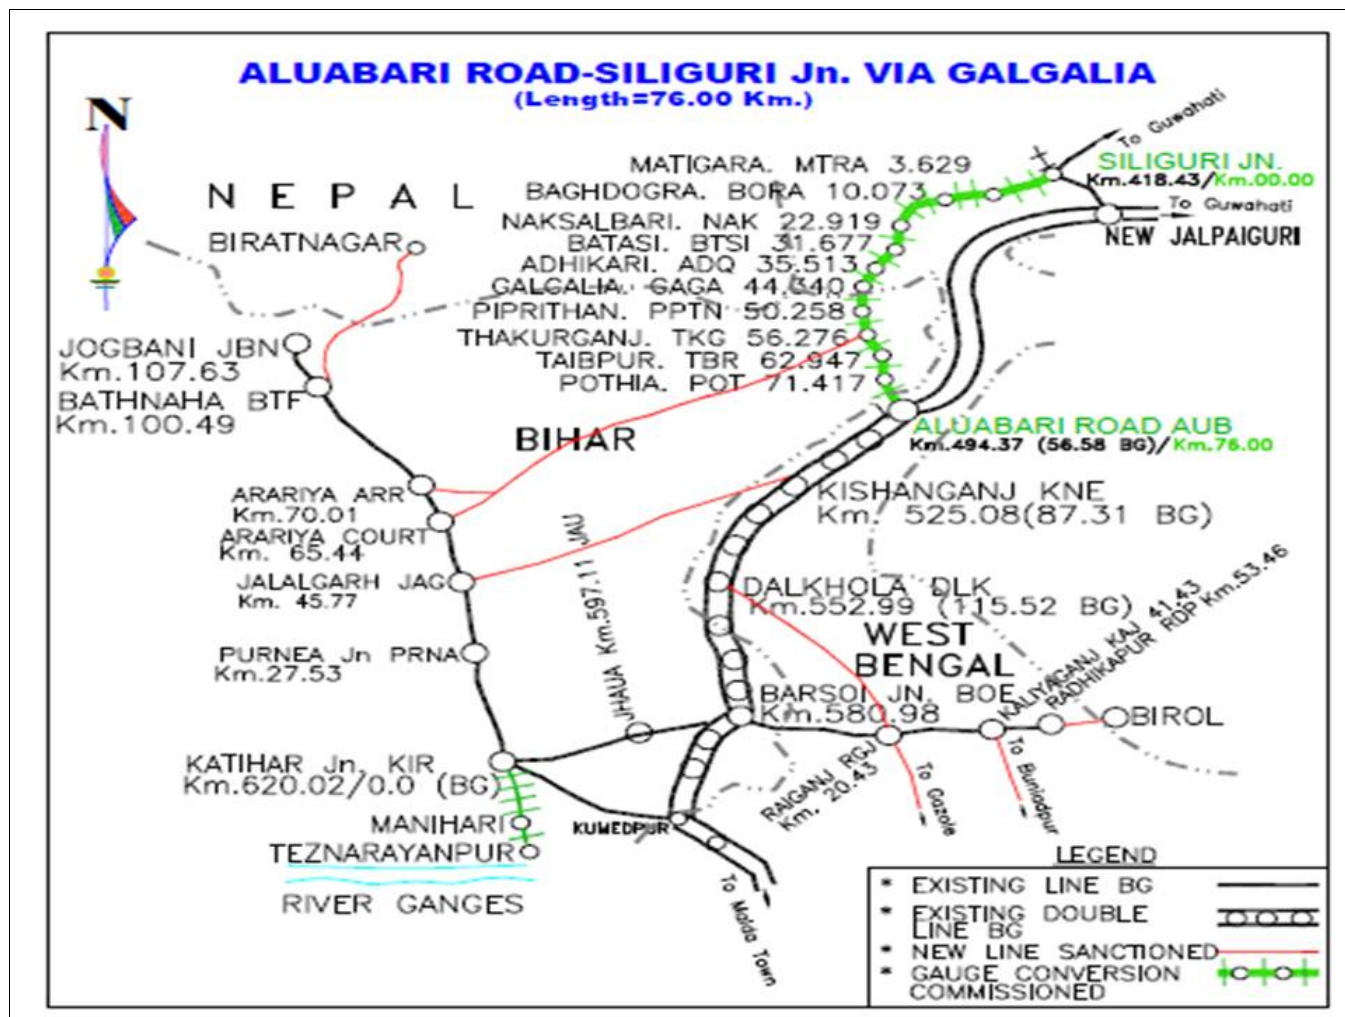 ALUABARI ROAD-SILIGURI Jn. VIA GALGALIA
(Length=76.00 Km.)
N
To Guwahati
MATIGARA. MTRA 3.629
SILIGURI JN.
Km.418.43/Km.00.00
BAGHDOGRA. BORA 10.073
NEPAL
To Guwahati
NAKSALBARI. NAK 22.919
NEW JALPAIGURI
BIRATNAGAR
BATASI. BTSI 31.677
ADHIKARI. ADQ 35.513
GALGALIA. GAGA 44.340
PIPRITHAN. PPTN 50.258
THAKURGANJ. TKG 56.276
JOGBANI JBN
Km.107.63
TAIBPUR. TBR 62.947
POTHIA. POT 71.417
BATHNAHA BTF
Km.100.49
ALUABARI ROAD AUB
Km.494.37 (56.58 BG)/Km.76.00
BIHAR
ARARIYA ARR
Km.70.01
KISHANGANJ KNE
Km. 525.08(87.31 BG)
ARARIYA COURT
Km. 65.44
JALALGARH JAG
Km. 45.77
JHAUA Km.597.11 JAU
DALKHOLA DLK
Km.552.99 (115.52 BG)
WEST
BENGAL
KALIYAGANJ KAJ 41.43
RADHIKAPUR RDP Km.53.46
PURNEA Jn PRNA
Km.27.53
BARSOI JN. BOE
Km.580.98
BIROL
KATIHAR Jn. KIR
Km.620.02/0.0 (BG)
RAIGANJ RGJ
Km. 20.43
To Gazole
To Buniadpur
MANIHARI
KUMEDPUR
TEZNARAYANPUR
RIVER GANGES
To Malda Town
LEGEND
* EXISTING LINE BG
* EXISTING DOUBLE
LINE BG
* NEW LINE SANCTIONED
* GAUGE CONVERSION
COMMISSIONED